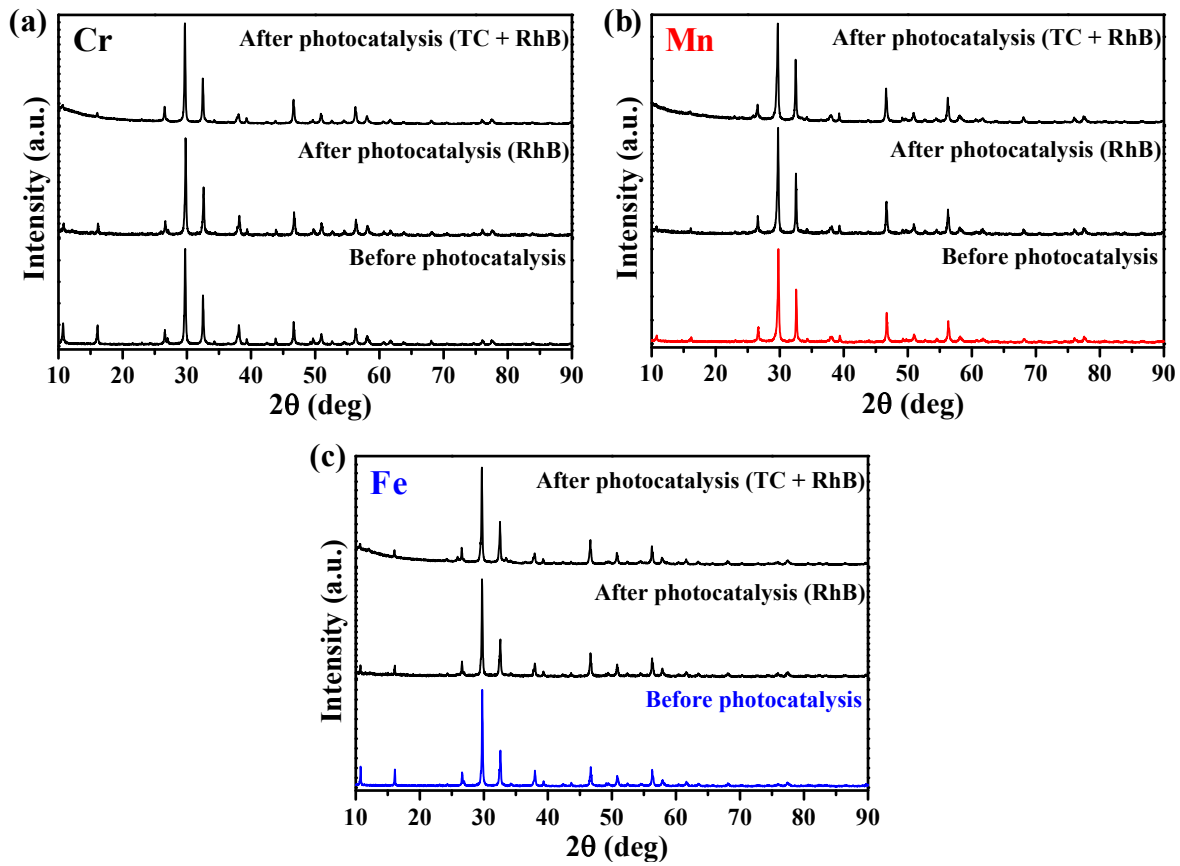 (a)
Cr
After photocatalysis (TC + RhB)
After photocatalysis (RhB)
Before photocatalysis
Intensity (a.u.)
10 20 30 40 50 60 70 80 90
2θ (deg)
(b)
Mn
After photocatalysis (TC + RhB)
After photocatalysis (RhB)
Before photocatalysis
Intensity (a.u.)
10 20 30 40 50 60 70 80 90
2θ (deg)
(c)
Fe
After photocatalysis (TC + RhB)
After photocatalysis (RhB)
Before photocatalysis
Intensity (a.u.)
10 20 30 40 50 60 70 80 90
2θ (deg)